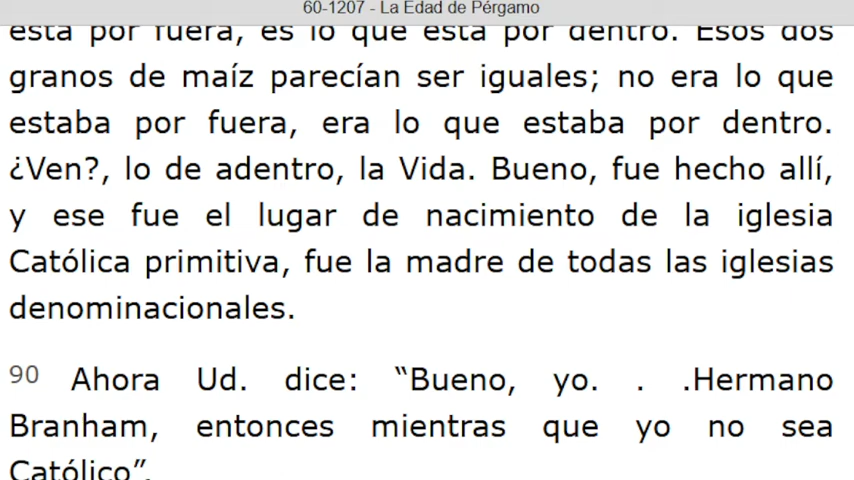 60-1207 - La Edad de Pérgamo
está por fuera, es lo que está por dentro. Esos dos
granos de maíz parecían ser iguales; no era lo que
estaba por fuera, era lo que estaba por dentro.
¿Ven?, lo de adentro, la Vida. Bueno, fue hecho allí,
y ese fue el lugar de nacimiento de la iglesia
Católica primitiva, fue la madre de todas las iglesias
denominacionales.
90 Ahora Ud. dice: “Bueno, yo. . .Hermano
Branham, entonces mientras que yo no sea
Católico”.